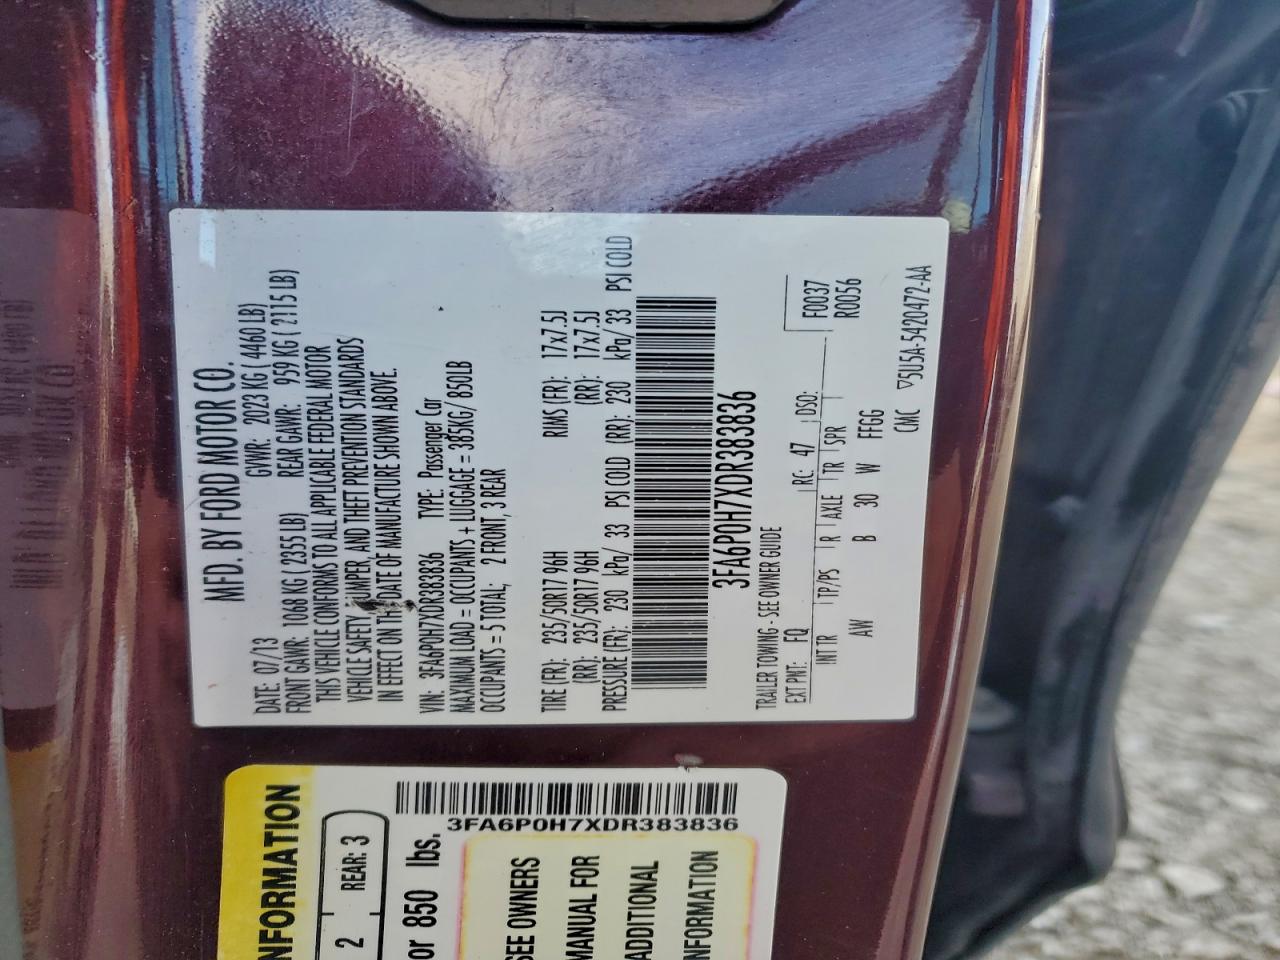 MFD. BY FORD MOTOR CO.
DATE: 07/13 GVWR: 2023 KG ( 4460 LB)
FRONT GAWR: 1068 KG ( 2355 LB) REAR GAWR: 959 KG ( 2115 LB)
THIS VEHICLE CONFORMS TO ALL APPLICABLE FEDERAL MOTOR
VEHICLE SAFETY, BUMPER, AND THEFT PREVENTION STANDARDS
IN EFFECT ON THE DATE OF MANUFACTURE SHOWN ABOVE.
VIN: 3FA6P0H7XDR383836 TYPE: Passenger Car
MAXIMUM LOAD = OCCUPANTS + LUGGAGE = 385KG/ 850LB
OCCUPANTS = 5 TOTAL; 2 FRONT, 3 REAR
TIRE (FR): 235/50R17 96H RIMS (FR): 17x7.5J
(RR): 235/50R17 96H (RR): 17x7.5J
PRESSURE (FR): 230 kPa/ 33 PSI COLD (RR): 230 kPa/ 33 PSI COLD
3FA6P0H7XDR383836
TRAILER TOWING - SEE OWNER GUIDE
F0037
EXT PNT: FQ RC: 47 DSO: R0056
INT TR TP/PS R AXLE TR SPR
AW B 30 W FFGG
CNC ▽5U5A-5420472-AA
NFORMATION
2 REAR: 3
or 850 lbs.
3FA6P0H7XDR383836
SEE OWNERS
MANUAL FOR
ADDITIONAL
NFORMATION